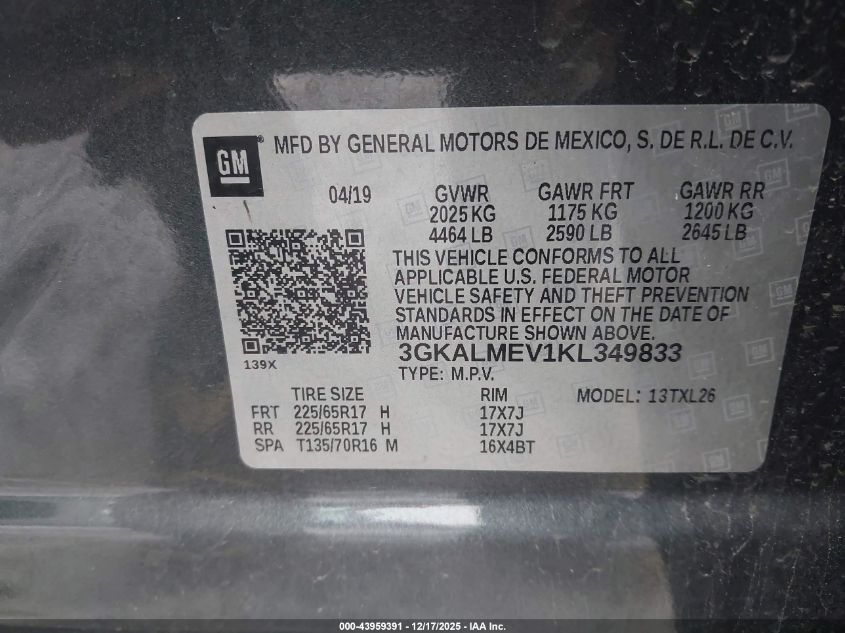 GM
MFD BY GENERAL MOTORS DE MEXICO, S. DE R.L. DE C.V.
04/19 GVWR GAWR FRT GAWR RR
2025 KG 1175 KG 1200 KG
4464 LB 2590 LB 2645 LB
THIS VEHICLE CONFORMS TO ALL
APPLICABLE U.S. FEDERAL MOTOR
VEHICLE SAFETY AND THEFT PREVENTION
STANDARDS IN EFFECT ON THE DATE OF
MANUFACTURE SHOWN ABOVE.
3GKALMEV1KL349833
139X
TYPE: M.P.V.
TIRE SIZE RIM MODEL: 13TXL26
FRT 225/65R17 H 17X7J
RR 225/65R17 H 17X7J
SPA T135/70R16 M 16X4BT
000-43959391 - 12/17/2025 - IAA Inc.